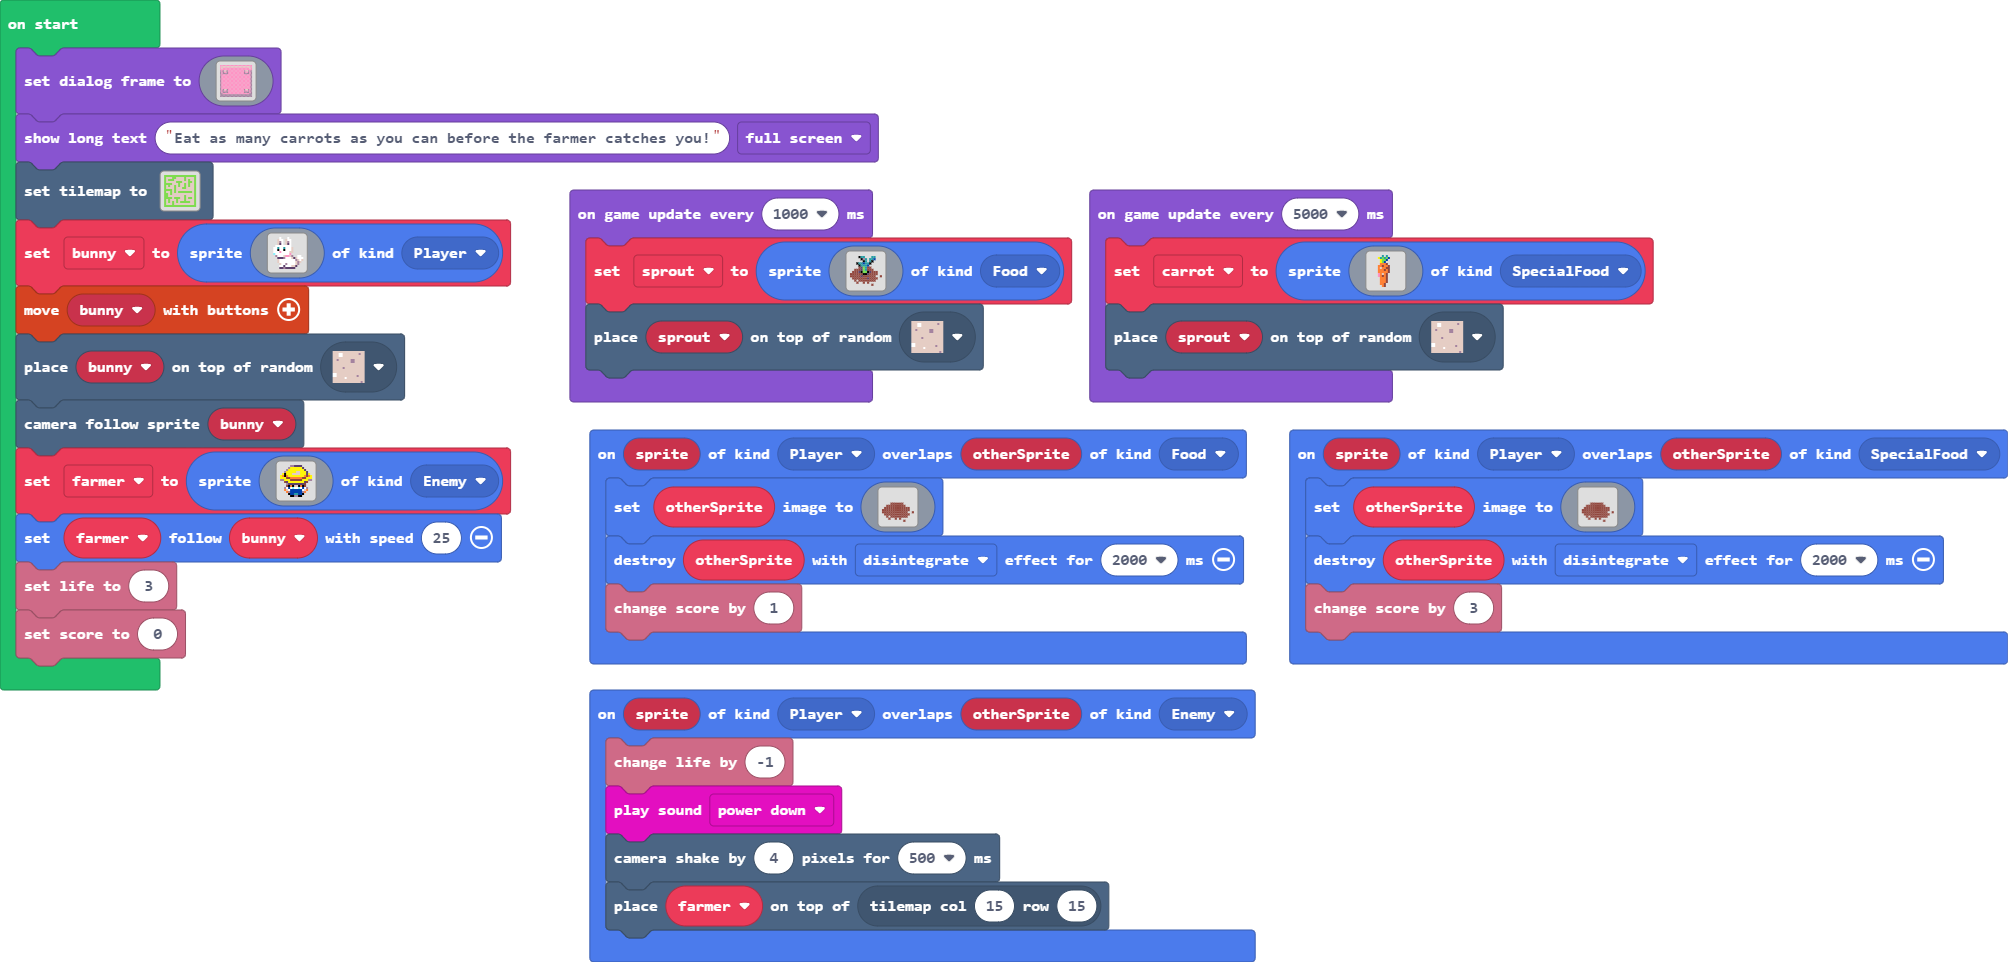 on start
set dialog frame to
show long text "Eat as many carrots as you can before the farmer catches you!" full screen
set tilemap to
set bunny to sprite of kind Player
move bunny with buttons
place bunny on top of random
camera follow sprite bunny
set farmer to sprite of kind Enemy
set farmer follow bunny with speed 25
set life to 3
set score to 0
on game update every 1000 ms
set sprout to sprite of kind Food
place sprout on top of random
on game update every 5000 ms
set carrot to sprite of kind SpecialFood
place sprout on top of random
on sprite of kind Player overlaps otherSprite of kind Food
set otherSprite image to
destroy otherSprite with disintegrate effect for 2000 ms
change score by 1
on sprite of kind Player overlaps otherSprite of kind SpecialFood
set otherSprite image to
destroy otherSprite with disintegrate effect for 2000 ms
change score by 3
on sprite of kind Player overlaps otherSprite of kind Enemy
change life by -1
play sound power down
camera shake by 4 pixels for 500 ms
place farmer on top of tilemap col 15 row 15